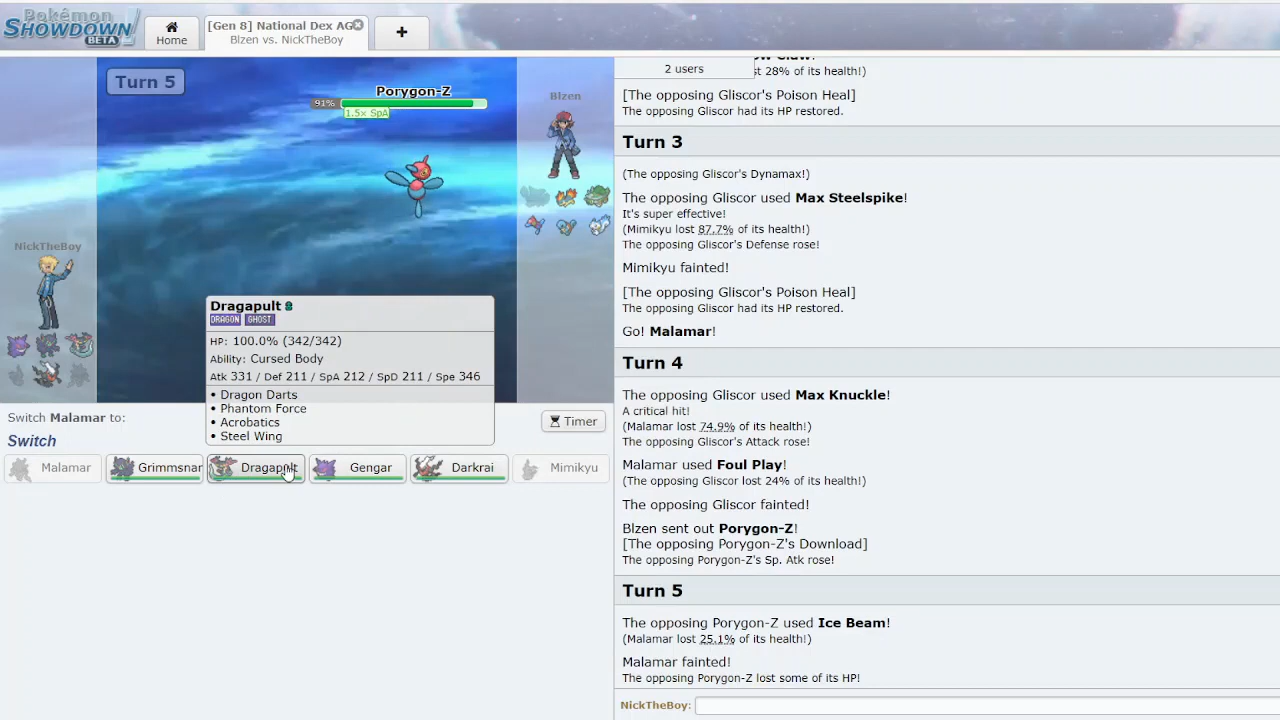 Pokémon
SHOWDOWN!
BETA
Home
[Gen 8] National Dex AG
Blzen vs. NickTheBoy
+
Turn 5
Porygon-Z
91%
1.5× SpA
Blzen
NickTheBoy
Dragapult
DRAGON GHOST
HP: 100.0% (342/342)
Ability: Cursed Body
Atk 331 / Def 211 / SpA 212 / SpD 211 / Spe 346
• Dragon Darts
• Phantom Force
• Acrobatics
• Steel Wing
Switch Malamar to:
Timer
Switch
Malamar
Grimmsnar
Dragapult
Gengar
Darkrai
Mimikyu
2 users
lost 28% of its health!)
[The opposing Gliscor's Poison Heal]
The opposing Gliscor had its HP restored.
Turn 3
(The opposing Gliscor's Dynamax!)
The opposing Gliscor used Max Steelspike!
It's super effective!
(Mimikyu lost 87.7% of its health!)
The opposing Gliscor's Defense rose!
Mimikyu fainted!
[The opposing Gliscor's Poison Heal]
The opposing Gliscor had its HP restored.
Go! Malamar!
Turn 4
The opposing Gliscor used Max Knuckle!
A critical hit!
(Malamar lost 74.9% of its health!)
The opposing Gliscor's Attack rose!
Malamar used Foul Play!
(The opposing Gliscor lost 24% of its health!)
The opposing Gliscor fainted!
Blzen sent out Porygon-Z!
[The opposing Porygon-Z's Download]
The opposing Porygon-Z's Sp. Atk rose!
Turn 5
The opposing Porygon-Z used Ice Beam!
(Malamar lost 25.1% of its health!)
Malamar fainted!
The opposing Porygon-Z lost some of its HP!
NickTheBoy: